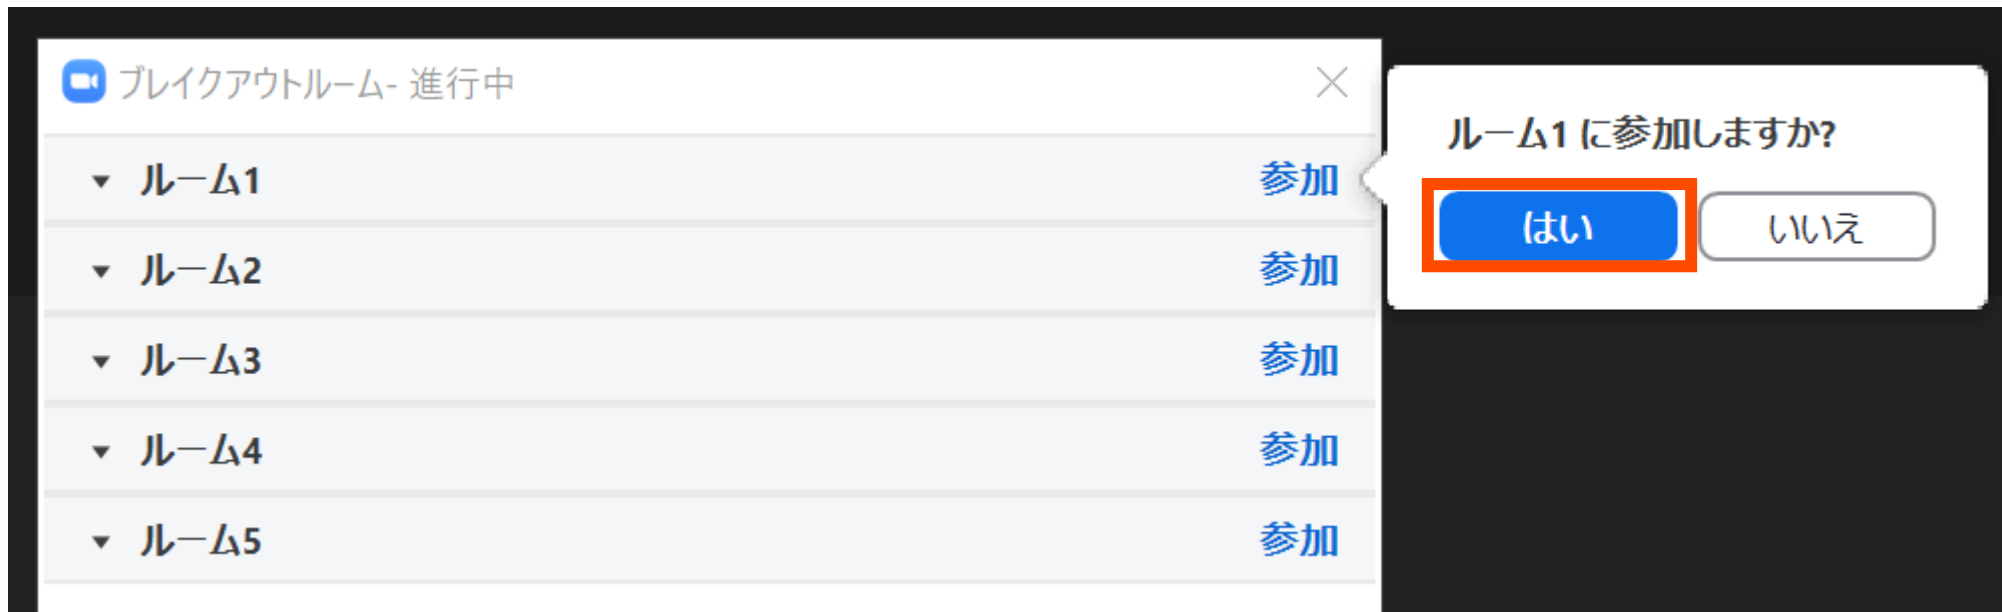 ブレイクアウトルーム- 進行中
ルーム1 参加
ルーム2 参加
ルーム3 参加
ルーム4 参加
ルーム5 参加
ルーム1 に参加しますか?
はい いいえ